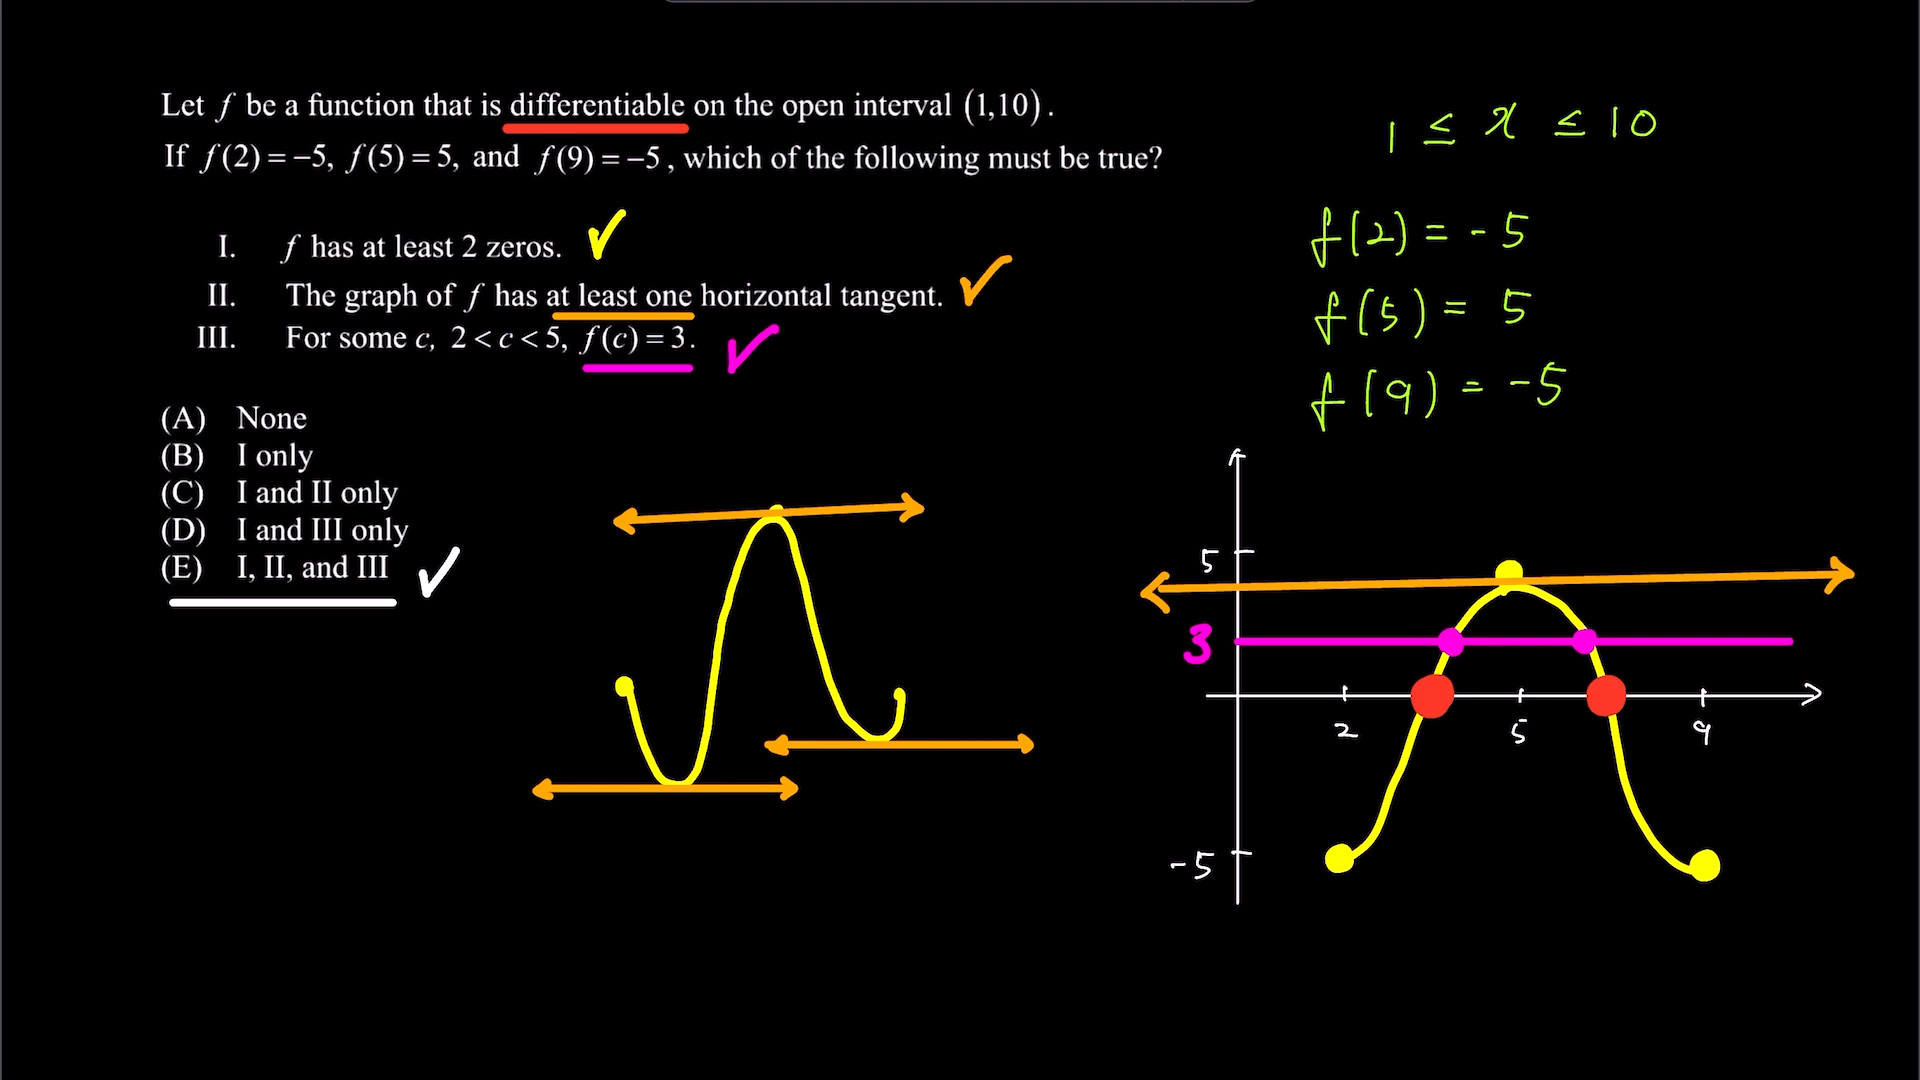 Let f be a function that is differentiable on the open interval (1,10).
If f(2) = −5, f(5) = 5, and f(9) = −5, which of the following must be true?
I. f has at least 2 zeros.
II. The graph of f has at least one horizontal tangent.
III. For some c, 2 < c < 5, f(c) = 3.
(A) None
(B) I only
(C) I and II only
(D) I and III only
(E) I, II, and III
1 ≤ x ≤ 10
f(2) = -5
f(5) = 5
f(9) = -5
5
3
2 5 9
-5